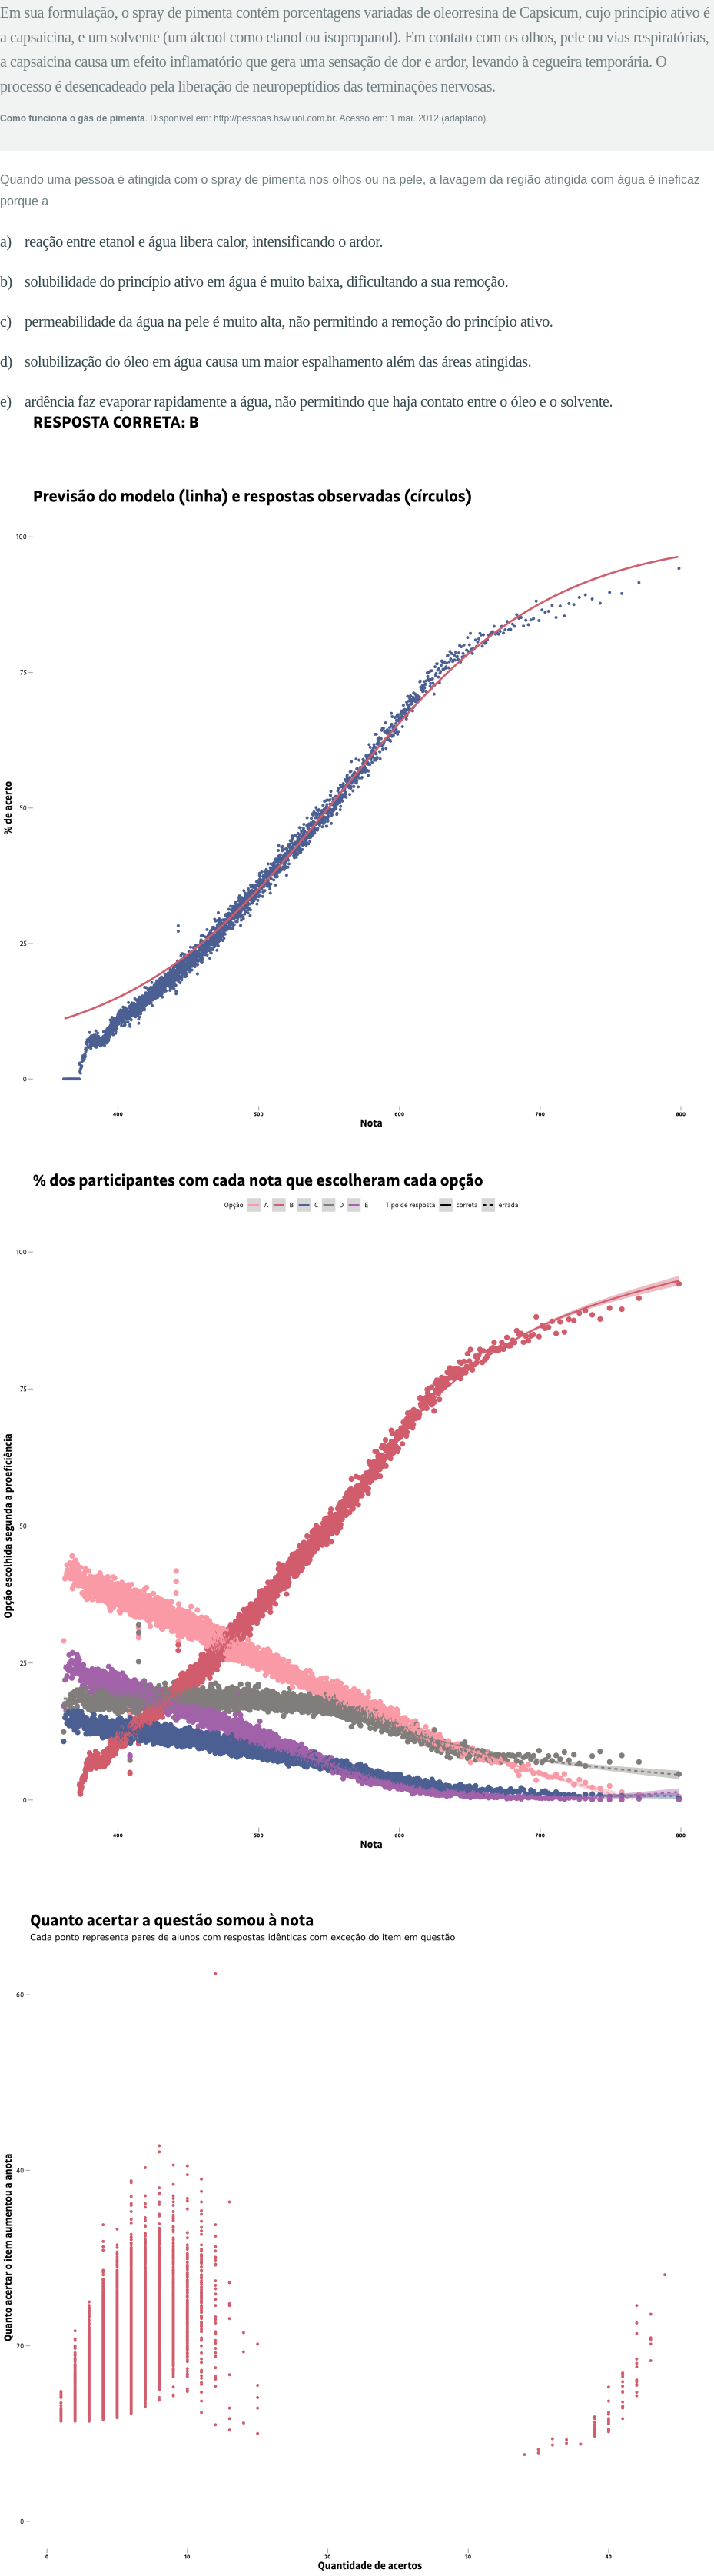 Em sua formulação, o spray de pimenta contém porcentagens variadas de oleorresina de Capsicum, cujo princípio ativo é
a capsaicina, e um solvente (um álcool como etanol ou isopropanol). Em contato com os olhos, pele ou vias respiratórias,
a capsaicina causa um efeito inflamatório que gera uma sensação de dor e ardor, levando à cegueira temporária. O
processo é desencadeado pela liberação de neuropeptídios das terminações nervosas.
Como funciona o gás de pimenta. Disponível em: http://pessoas.hsw.uol.com.br. Acesso em: 1 mar. 2012 (adaptado).
Quando uma pessoa é atingida com o spray de pimenta nos olhos ou na pele, a lavagem da região atingida com água é ineficaz
porque a
a) reação entre etanol e água libera calor, intensificando o ardor.
b) solubilidade do princípio ativo em água é muito baixa, dificultando a sua remoção.
c) permeabilidade da água na pele é muito alta, não permitindo a remoção do princípio ativo.
d) solubilização do óleo em água causa um maior espalhamento além das áreas atingidas.
e) ardência faz evaporar rapidamente a água, não permitindo que haja contato entre o óleo e o solvente.
RESPOSTA CORRETA: B
Previsão do modelo (linha) e respostas observadas (círculos)
100
75
50
25
0
% de acerto
400 500 600 700 800
Nota
% dos participantes com cada nota que escolheram cada opção
Opção A B C D E Tipo de resposta correta errada
100
75
50
25
0
Opção escolhida segunda a proeficiência
400 500 600 700 800
Nota
Quanto acertar a questão somou à nota
Cada ponto representa pares de alunos com respostas idênticas com exceção do item em questão
60
40
20
0
Quanto acertar o item aumentou a anota
0 10 20 30 40
Quantidade de acertos